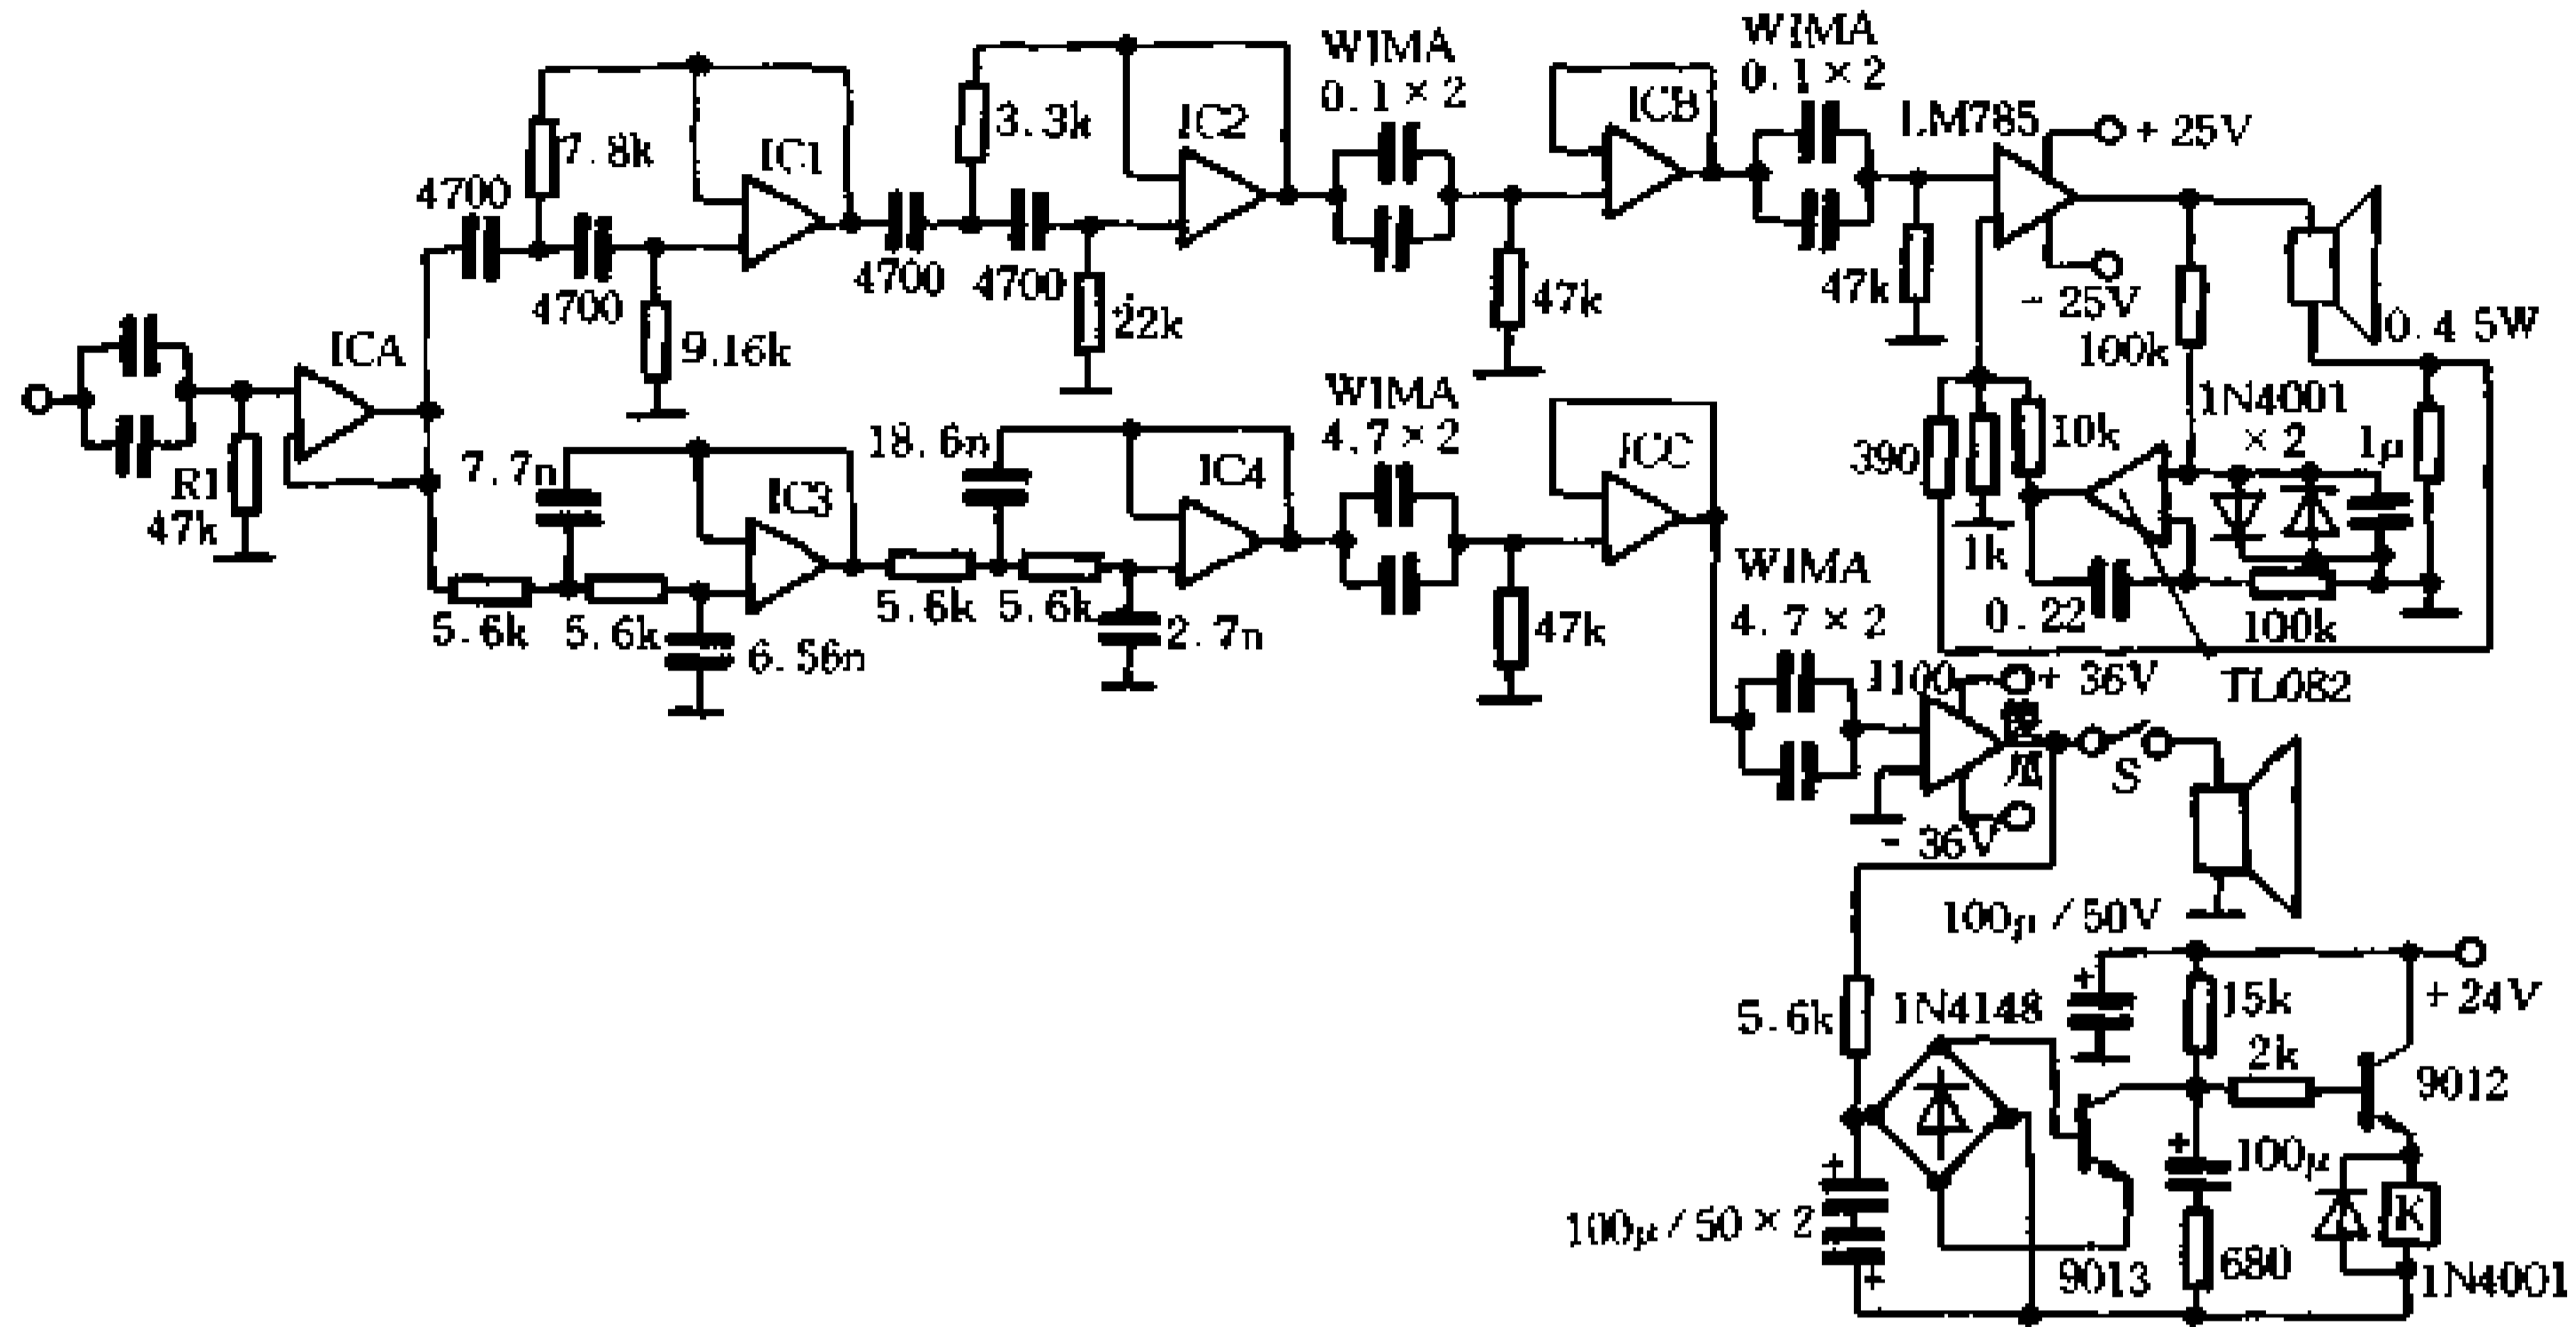 WIMA
0.1×2
WIMA
0.1×2
7.8k
IC1
3.3k
IC2
ICB
LM785
+25V
4700
4700
9.16k
4700
4700
22k
47k
47k
-25V
0.4 5W
ICA
R1
47k
WIMA
4.7×2
100k
1N4001
×2
1μ
10k
390
1k
7.7n
IC3
18.6n
IC4
ICC
5.6k
5.6k
6.56n
5.6k
5.6k
2.7n
47k
WIMA
4.7×2
0.22
100k
TL082
1100
+36V
S
-36V
100μ/50V
5.6k
1N4148
15k
+24V
2k
9012
100μ
100μ/50×2
9013
680
K
1N4001